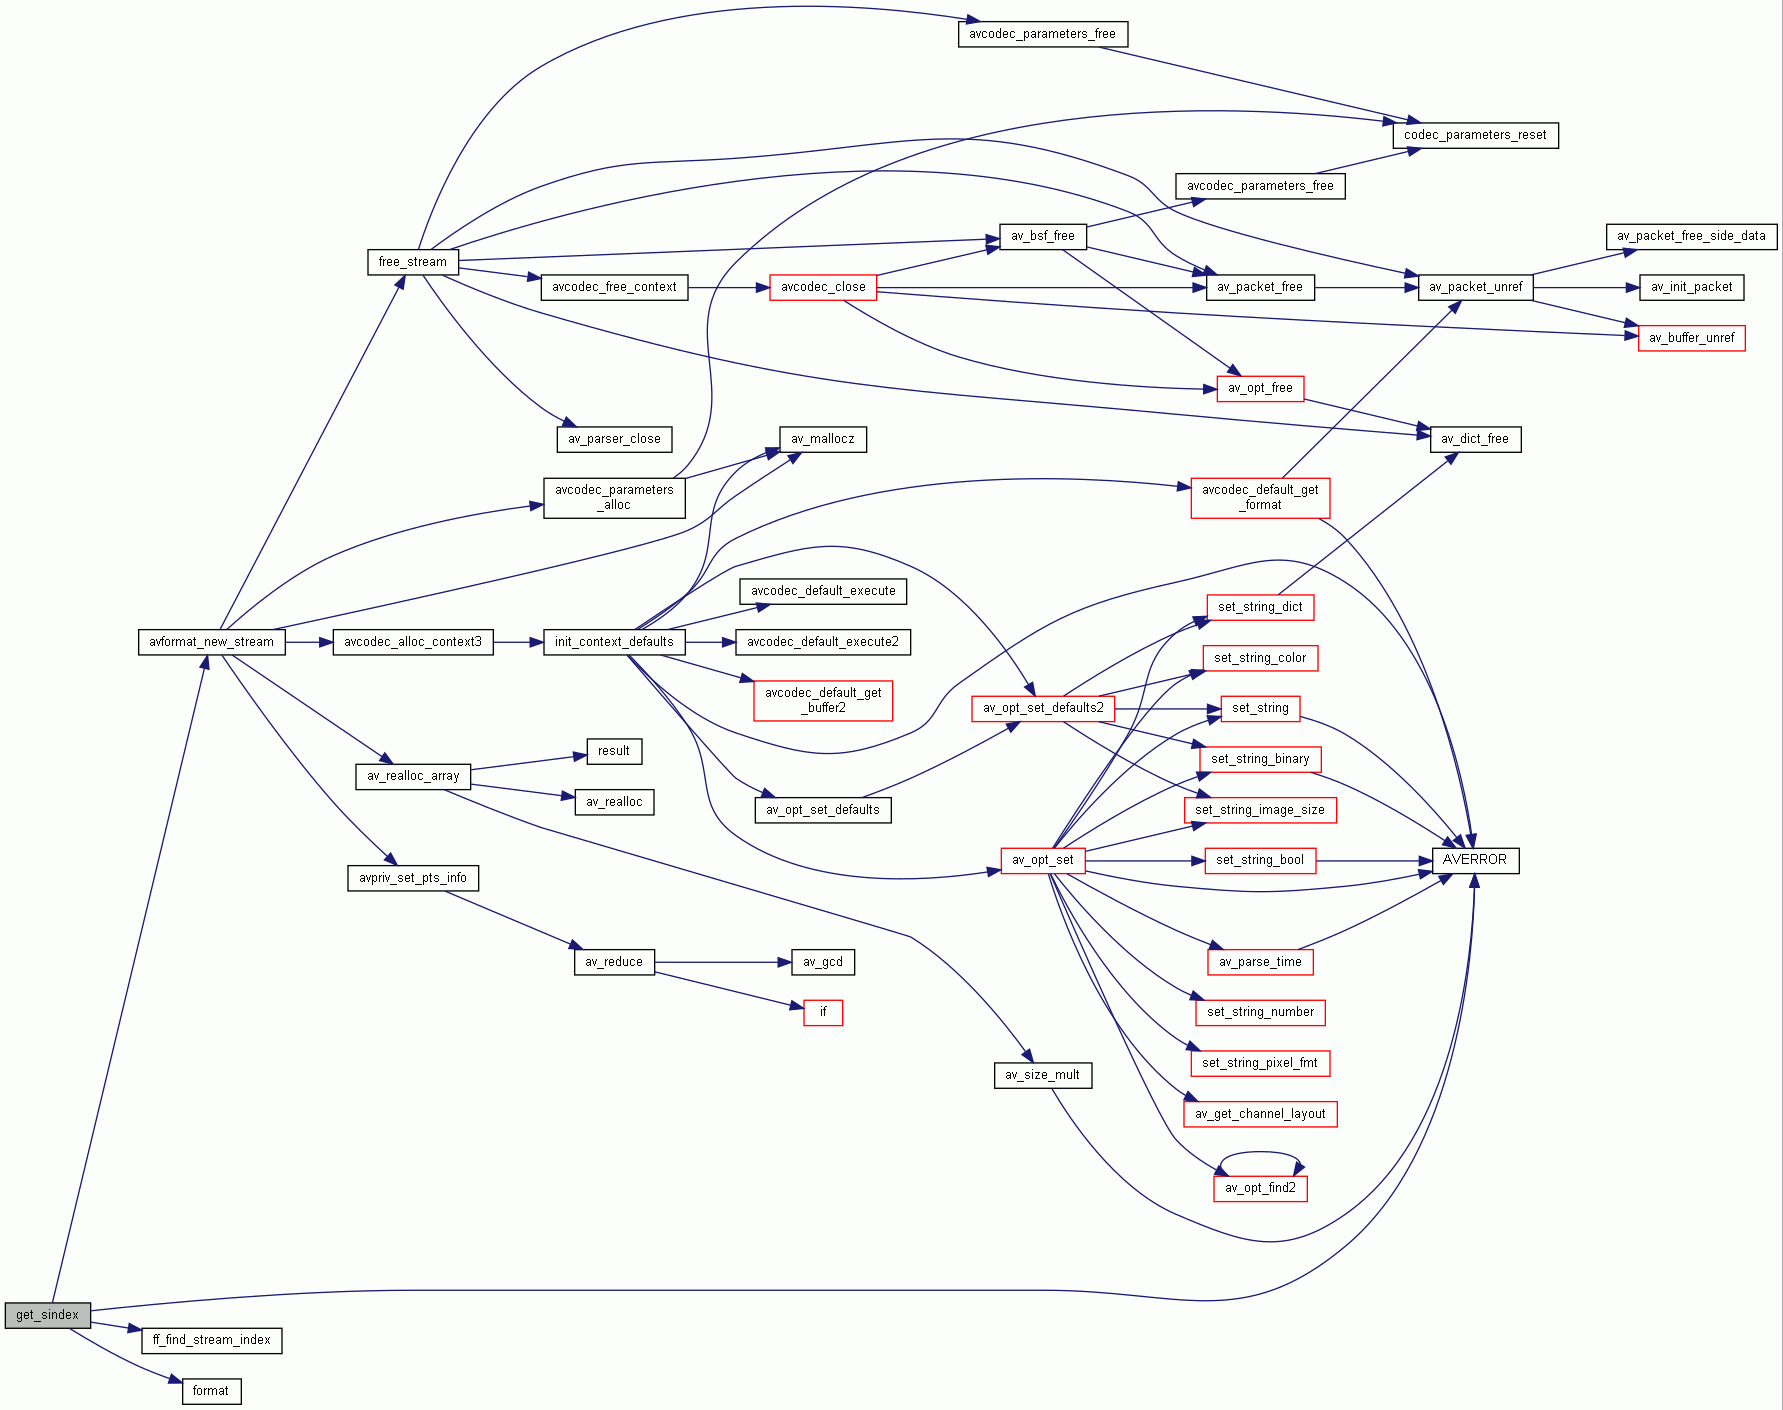 avcodec_parameters_free
codec_parameters_reset
avcodec_parameters_free
av_bsf_free
av_packet_free_side_data
free_stream
avcodec_free_context
avcodec_close
av_packet_free
av_packet_unref
av_init_packet
av_buffer_unref
av_opt_free
av_parser_close
av_mallocz
av_dict_free
avcodec_parameters
_alloc
avcodec_default_get
_format
avcodec_default_execute
set_string_dict
avformat_new_stream
avcodec_alloc_context3
init_context_defaults
avcodec_default_execute2
set_string_color
avcodec_default_get
_buffer2
av_opt_set_defaults2
set_string
result
set_string_binary
av_realloc_array
av_realloc
av_opt_set_defaults
set_string_image_size
av_opt_set
set_string_bool
AVERROR
avpriv_set_pts_info
av_reduce
av_gcd
av_parse_time
if
set_string_number
set_string_pixel_fmt
av_size_mult
av_get_channel_layout
av_opt_find2
get_sindex
ff_find_stream_index
format